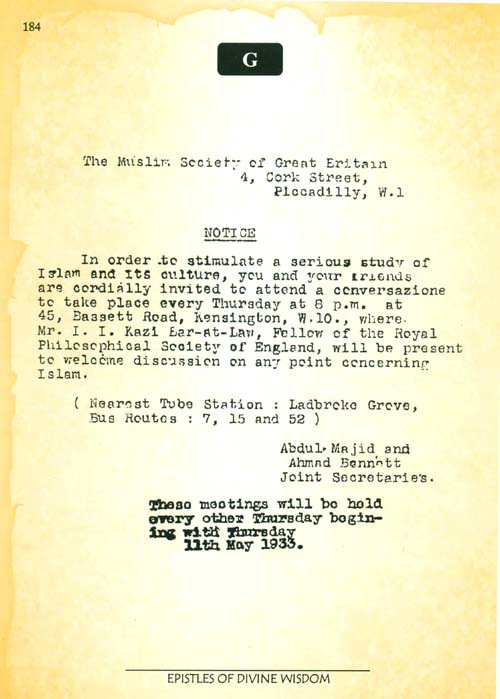 184
G
The Muslim Society of Great Britain
4, Cork Street,
Piccadilly, W.1
NOTICE
In order to stimulate a serious study of
Islam and its culture, you and your friends
are cordially invited to attend a conversazione
to take place every Thursday at 8 p.m. at
45, Bassett Road, Kensington, W.10., where
Mr. I. I. Kazi Bar-at-Law, Fellow of the Royal
Philosophical Society of England, will be present
to welcome discussion on any point concerning
Islam.
( Nearest Tube Station : Ladbroke Grove,
Bus Routes : 7, 15 and 52 )
Abdul Majid and
Ahmad Bennett
Joint Secretaries.
These meetings will be held
every other Thursday begin-
ing with Thursday
11th May 1933.
EPISTLES OF DIVINE WISDOM